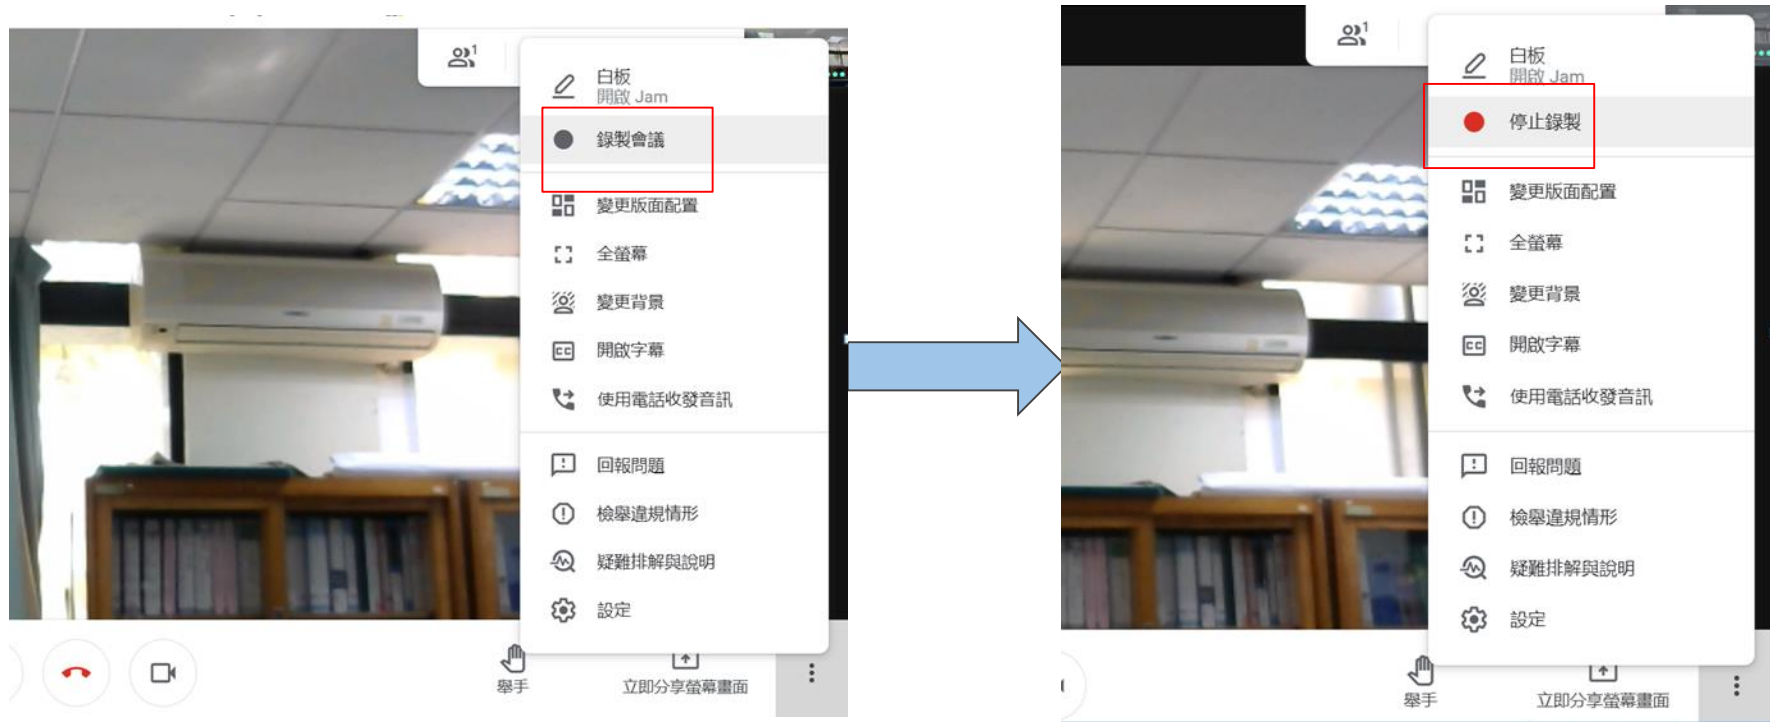 1
白板
開啟 Jam
錄製會議
變更版面配置
全螢幕
變更背景
開啟字幕
使用電話收發音訊
回報問題
檢舉違規情形
疑難排解與說明
設定
舉手
立即分享螢幕畫面
1
白板
開啟 Jam
停止錄製
變更版面配置
全螢幕
變更背景
開啟字幕
使用電話收發音訊
回報問題
檢舉違規情形
疑難排解與說明
設定
舉手
立即分享螢幕畫面